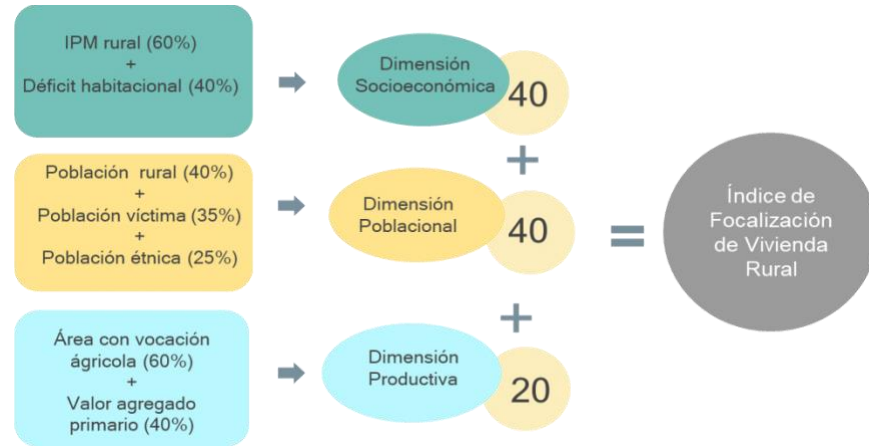 IPM rural (60%)
+
Déficit habitacional (40%)
Dimensión
Socioeconómica
40
+
Población rural (40%)
+
Población víctima (35%)
+
Población étnica (25%)
Dimensión
Poblacional
40
+
Área con vocación
ágricola (60%)
+
Valor agregado
primario (40%)
Dimensión
Productiva
20
=
Índice de
Focalización
de Vivienda
Rural